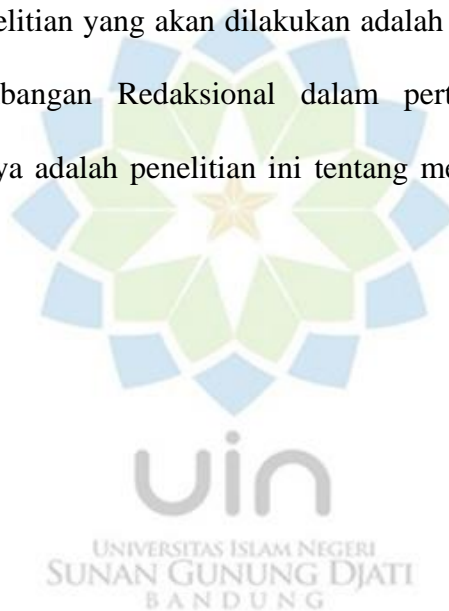 elitian yang akan dilakukan adalah
bangan Redaksional dalam pert
ya adalah penelitian ini tentang me
uin
UNIVERSITAS ISLAM NEGERI
SUNAN GUNUNG DJATI
BANDUNG